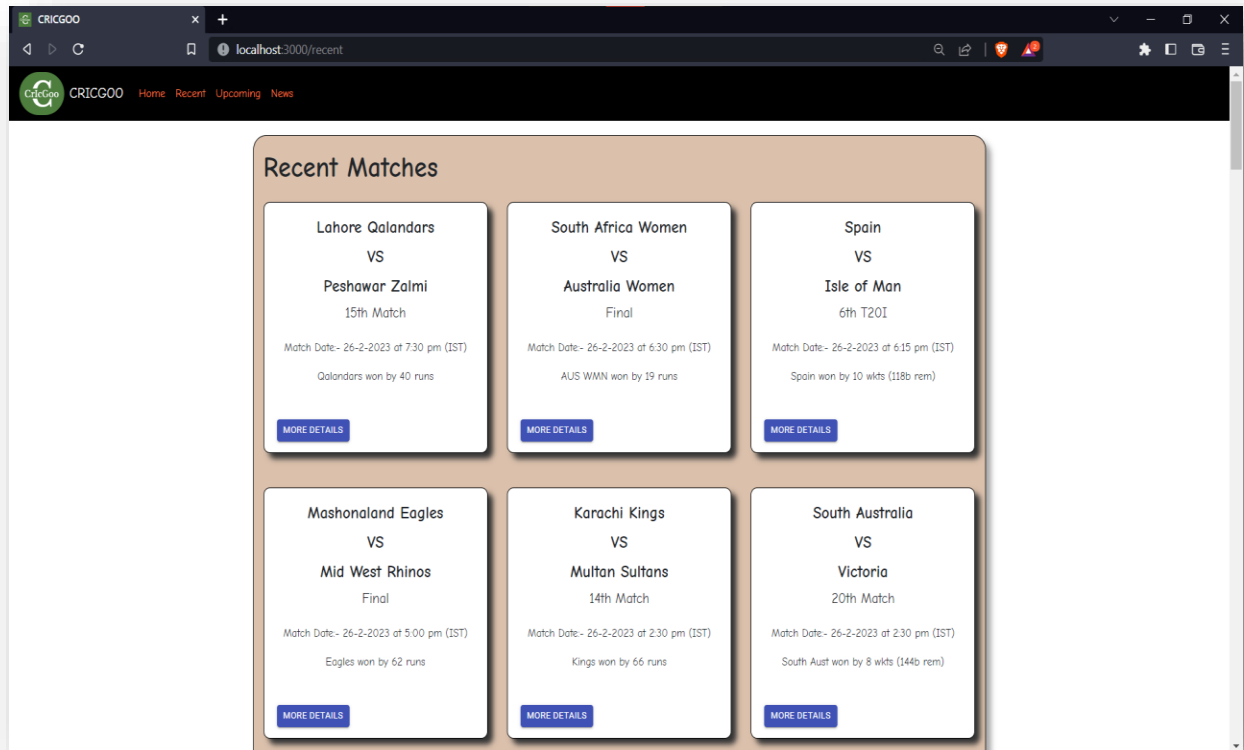 CRICGOO
localhost:3000/recent
2
CricGoo
CRICGOO Home Recent Upcoming News
Recent Matches
Lahore Qalandars
VS
Peshawar Zalmi
15th Match
Match Date:- 26-2-2023 at 7:30 pm (IST)
Qalandars won by 40 runs
MORE DETAILS
South Africa Women
VS
Australia Women
Final
Match Date:- 26-2-2023 at 6:30 pm (IST)
AUS WMN won by 19 runs
MORE DETAILS
Spain
VS
Isle of Man
6th T20I
Match Date:- 26-2-2023 at 6:15 pm (IST)
Spain won by 10 wkts (118b rem)
MORE DETAILS
Mashonaland Eagles
VS
Mid West Rhinos
Final
Match Date:- 26-2-2023 at 5:00 pm (IST)
Eagles won by 62 runs
MORE DETAILS
Karachi Kings
VS
Multan Sultans
14th Match
Match Date:- 26-2-2023 at 2:30 pm (IST)
Kings won by 66 runs
MORE DETAILS
South Australia
VS
Victoria
20th Match
Match Date:- 26-2-2023 at 2:30 pm (IST)
South Aust won by 8 wkts (144b rem)
MORE DETAILS